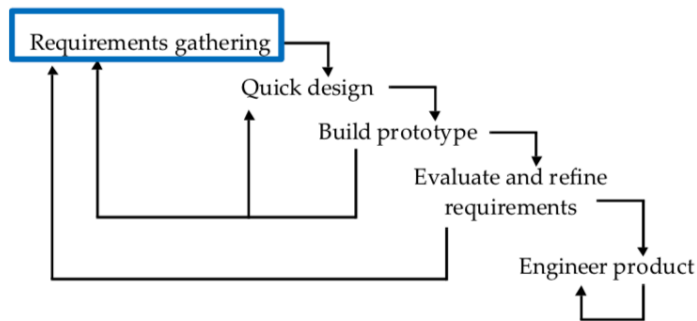 Requirements gathering
Quick design
Build prototype
Evaluate and refine
requirements
Engineer product